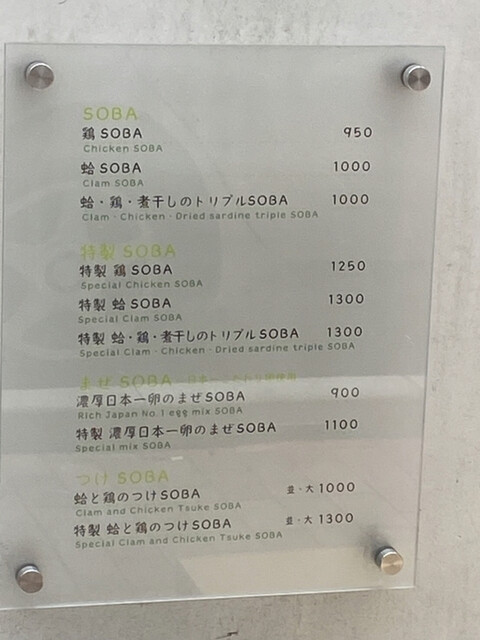 SOBA
鶏 SOBA 950
Chicken SOBA
蛤 SOBA 1000
Clam SOBA
蛤・鶏・煮干しのトリプルSOBA 1000
Clam・Chicken・Dried sardine triple SOBA
特製 SOBA
特製 鶏 SOBA 1250
Special Chicken SOBA
特製 蛤 SOBA 1300
Special Clam SOBA
特製 蛤・鶏・煮干しのトリプルSOBA 1300
Special Clam・Chicken・Dried sardine triple SOBA
まぜ SOBA 日本一
濃厚日本一卵のまぜSOBA 900
Rich Japan No.1 egg mix SOBA
特製 濃厚日本一卵のまぜSOBA 1100
Special mix SOBA
つけ SOBA
蛤と鶏のつけSOBA 並・大 1000
Clam and Chicken Tsuke SOBA
特製 蛤と鶏のつけSOBA 並・大 1300
Special Clam and Chicken Tsuke SOBA